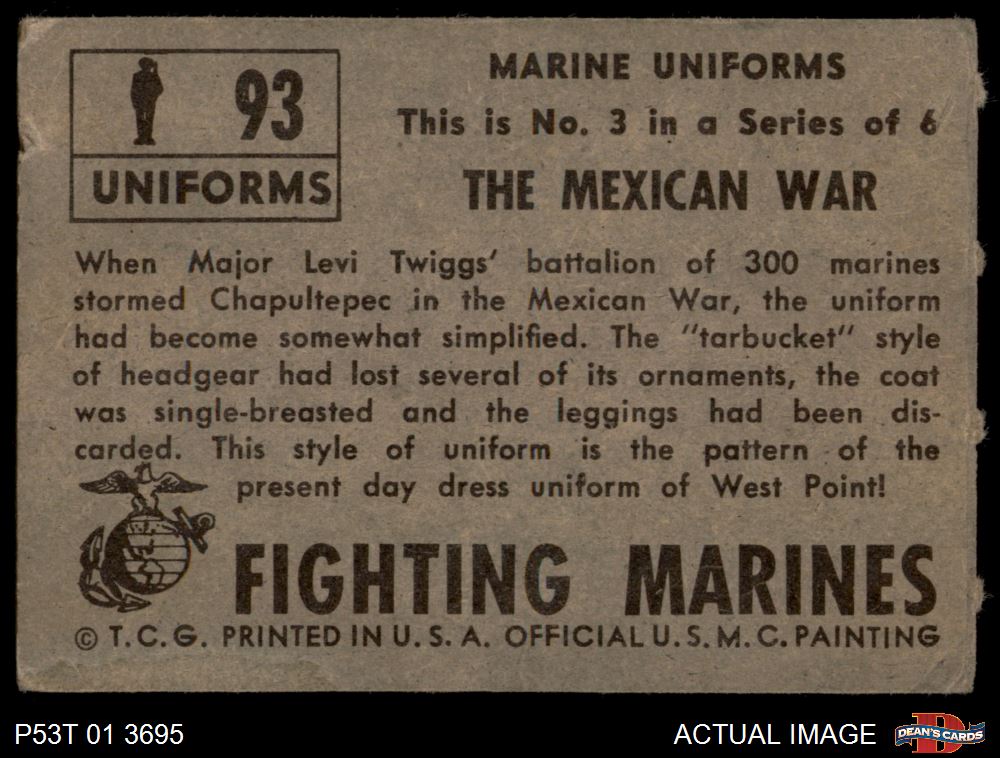 93
UNIFORMS
MARINE UNIFORMS
This is No. 3 in a Series of 6
THE MEXICAN WAR
When Major Levi Twiggs' battalion of 300 marines
stormed Chapultepec in the Mexican War, the uniform
had become somewhat simplified. The "tarbucket" style
of headgear had lost several of its ornaments, the coat
was single-breasted and the leggings had been dis-
carded. This style of uniform is the pattern of the
present day dress uniform of West Point!
FIGHTING MARINES
© T.C.G. PRINTED IN U.S.A. OFFICIAL U.S.M.C. PAINTING
P53T 01 3695
ACTUAL IMAGE
D
DEAN'S CARDS